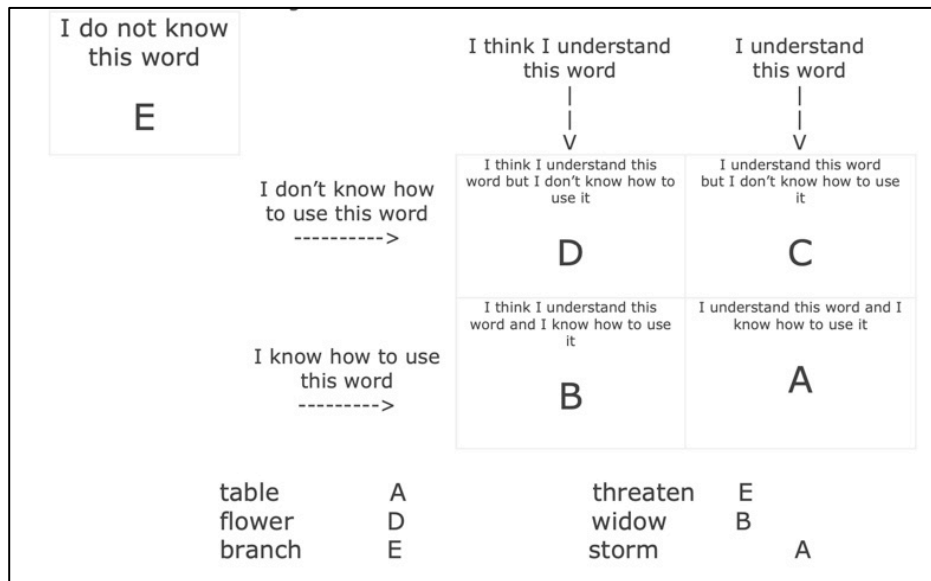 I do not know
this word
E
I think I understand
this word
|
|
V
I understand
this word
|
|
V
I don’t know how
to use this word
---------->
I think I understand this
word but I don’t know how to
use it
D
I understand this word
but I don’t know how to use
it
C
I know how to use
this word
--------->
I think I understand this
word and I know how to use
it
B
I understand this word and I
know how to use it
A
table A
flower D
branch E
threaten E
widow B
storm A